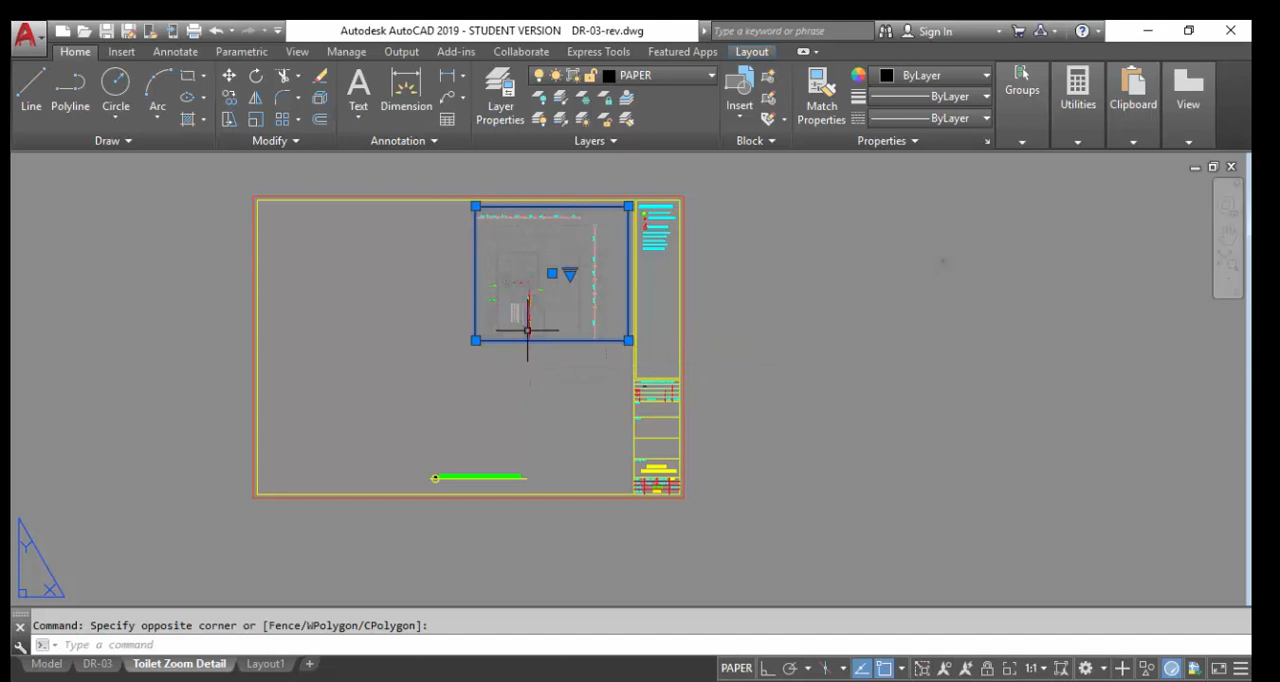 Autodesk AutoCAD 2019 - STUDENT VERSION DR-03-rev.dwg
Type a keyword or phrase
Sign In
Home Insert Annotate Parametric View Manage Output Add-ins Collaborate Express Tools Featured Apps Layout
Line Polyline Circle Arc
Text Dimension
Layer Properties
PAPER
Insert
Match Properties
ByLayer
ByLayer
ByLayer
Groups Utilities Clipboard View
Draw Modify Annotation Layers Block Properties
Y
X
Command: Specify opposite corner or [Fence/WPolygon/CPolygon]:
Type a command
Model DR-03 Toilet Zoom Detail Layout1 +
PAPER 1:1